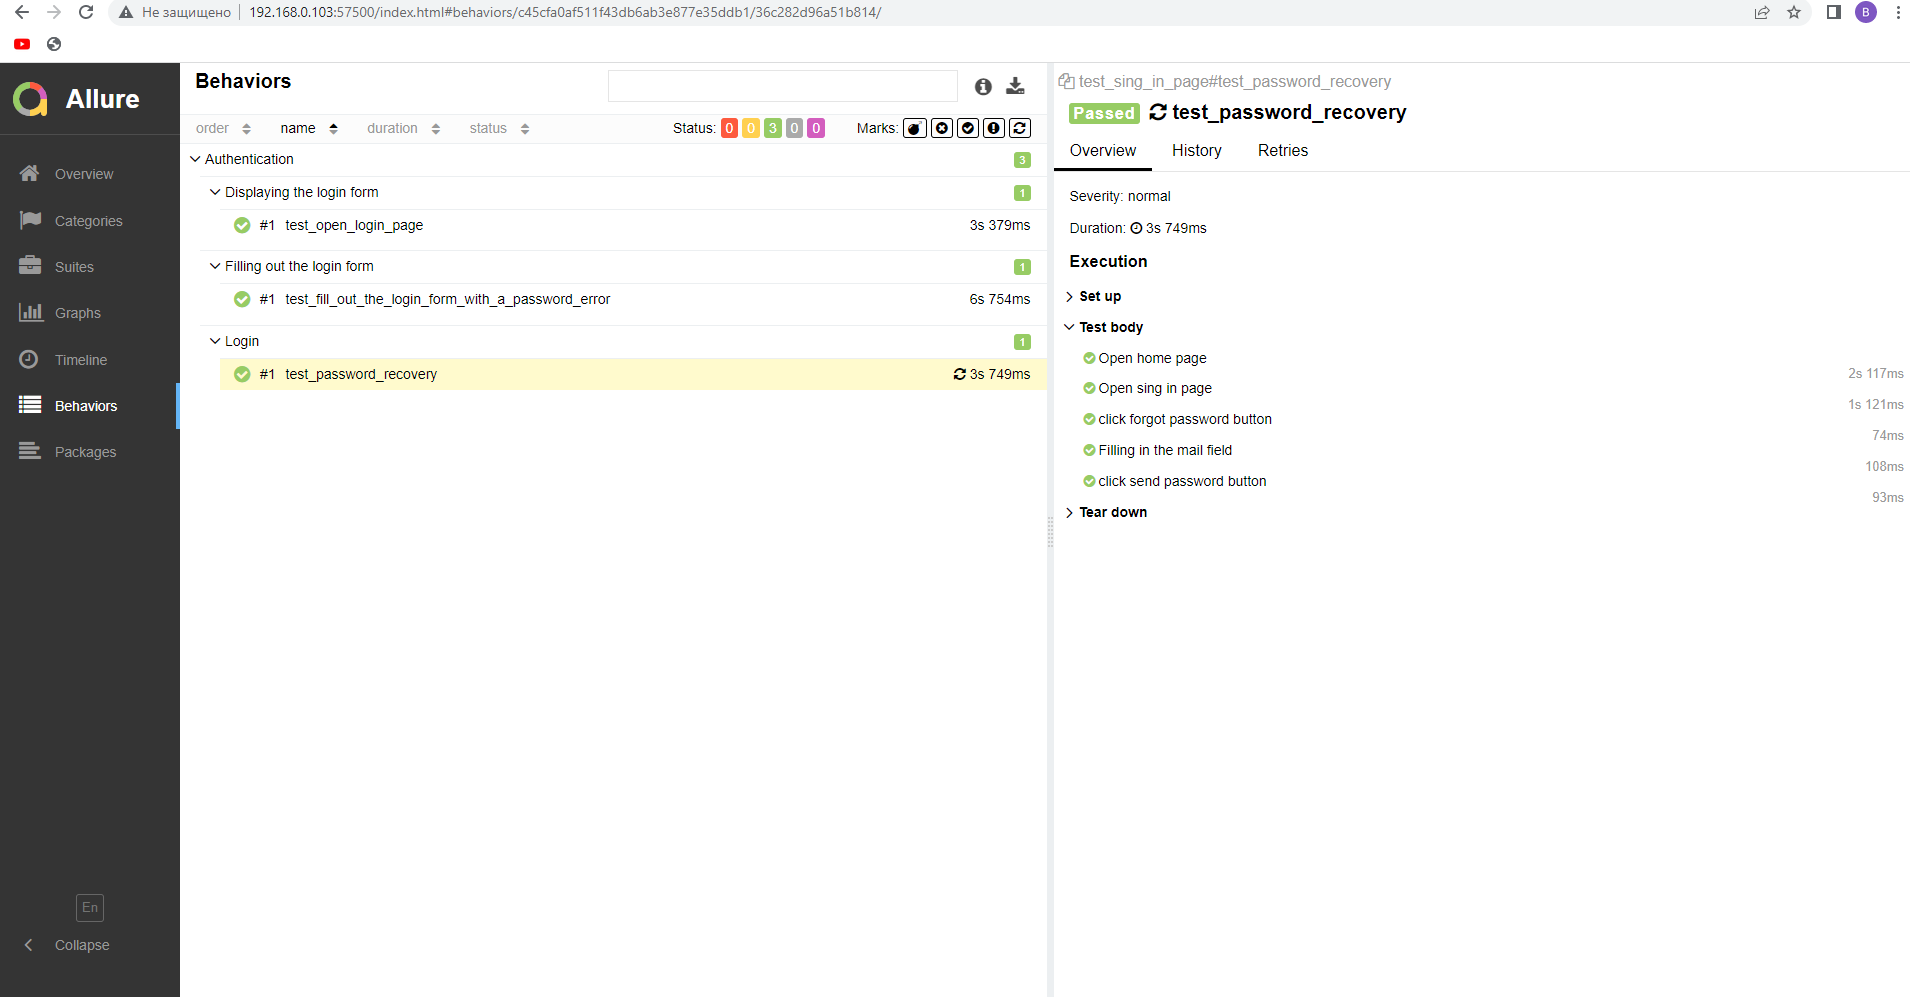 Не защищено 192.168.0.103:57500/index.html#behaviors/c45cfa0af511f43db6ab3e877e35ddb1/36c282d96a51b814/
B
Allure
Overview
Categories
Suites
Graphs
Timeline
Behaviors
Packages
En
Collapse
Behaviors
order name duration status Status: 0 0 3 0 0 Marks:
Authentication 3
Displaying the login form 1
#1 test_open_login_page 3s 379ms
Filling out the login form 1
#1 test_fill_out_the_login_form_with_a_password_error 6s 754ms
Login 1
#1 test_password_recovery 3s 749ms
test_sing_in_page#test_password_recovery
Passed test_password_recovery
Overview History Retries
Severity: normal
Duration: 3s 749ms
Execution
Set up
Test body
Open home page
2s 117ms
Open sing in page
1s 121ms
click forgot password button
74ms
Filling in the mail field
108ms
click send password button
93ms
Tear down